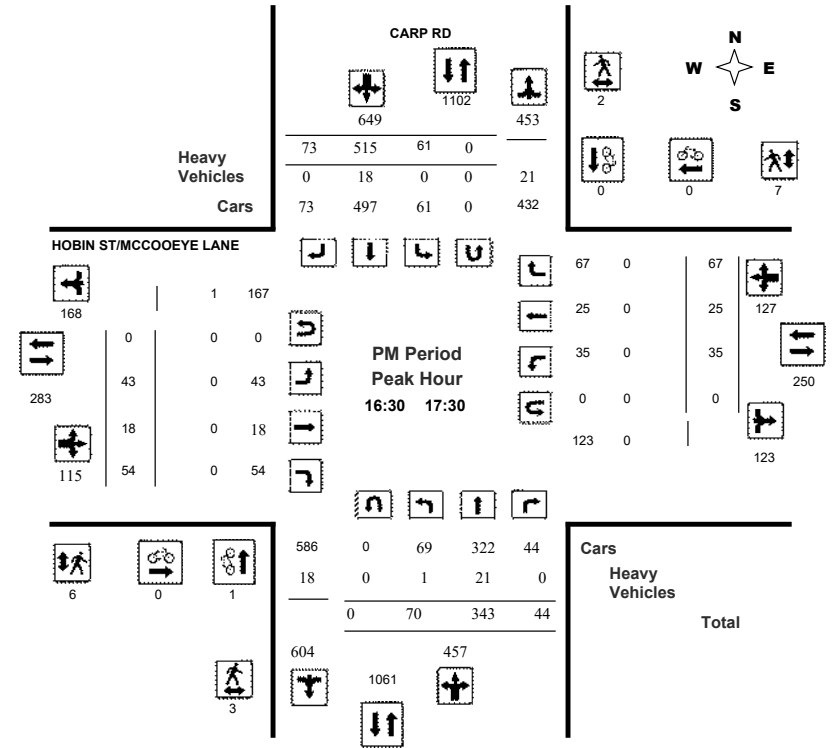 CARP RD
N
W E
S
1102
2
649 453
73 515 61 0
Heavy
Vehicles 0 18 0 0 21
Cars 73 497 61 0 432
0 0 7
HOBIN ST/MCCOOEYE LANE
67 0 67
168 1 167
25 0 25 127
0 0 0
35 0 35
283 43 0 43
250
PM Period
Peak Hour
16:30 17:30
0 0 0
18 0 18
123 0 123
115 54 0 54
586 0 69 322 44 Cars
18 0 1 21 0 Heavy
Vehicles
6 0 1
0 70 343 44 Total
604 457
1061
3